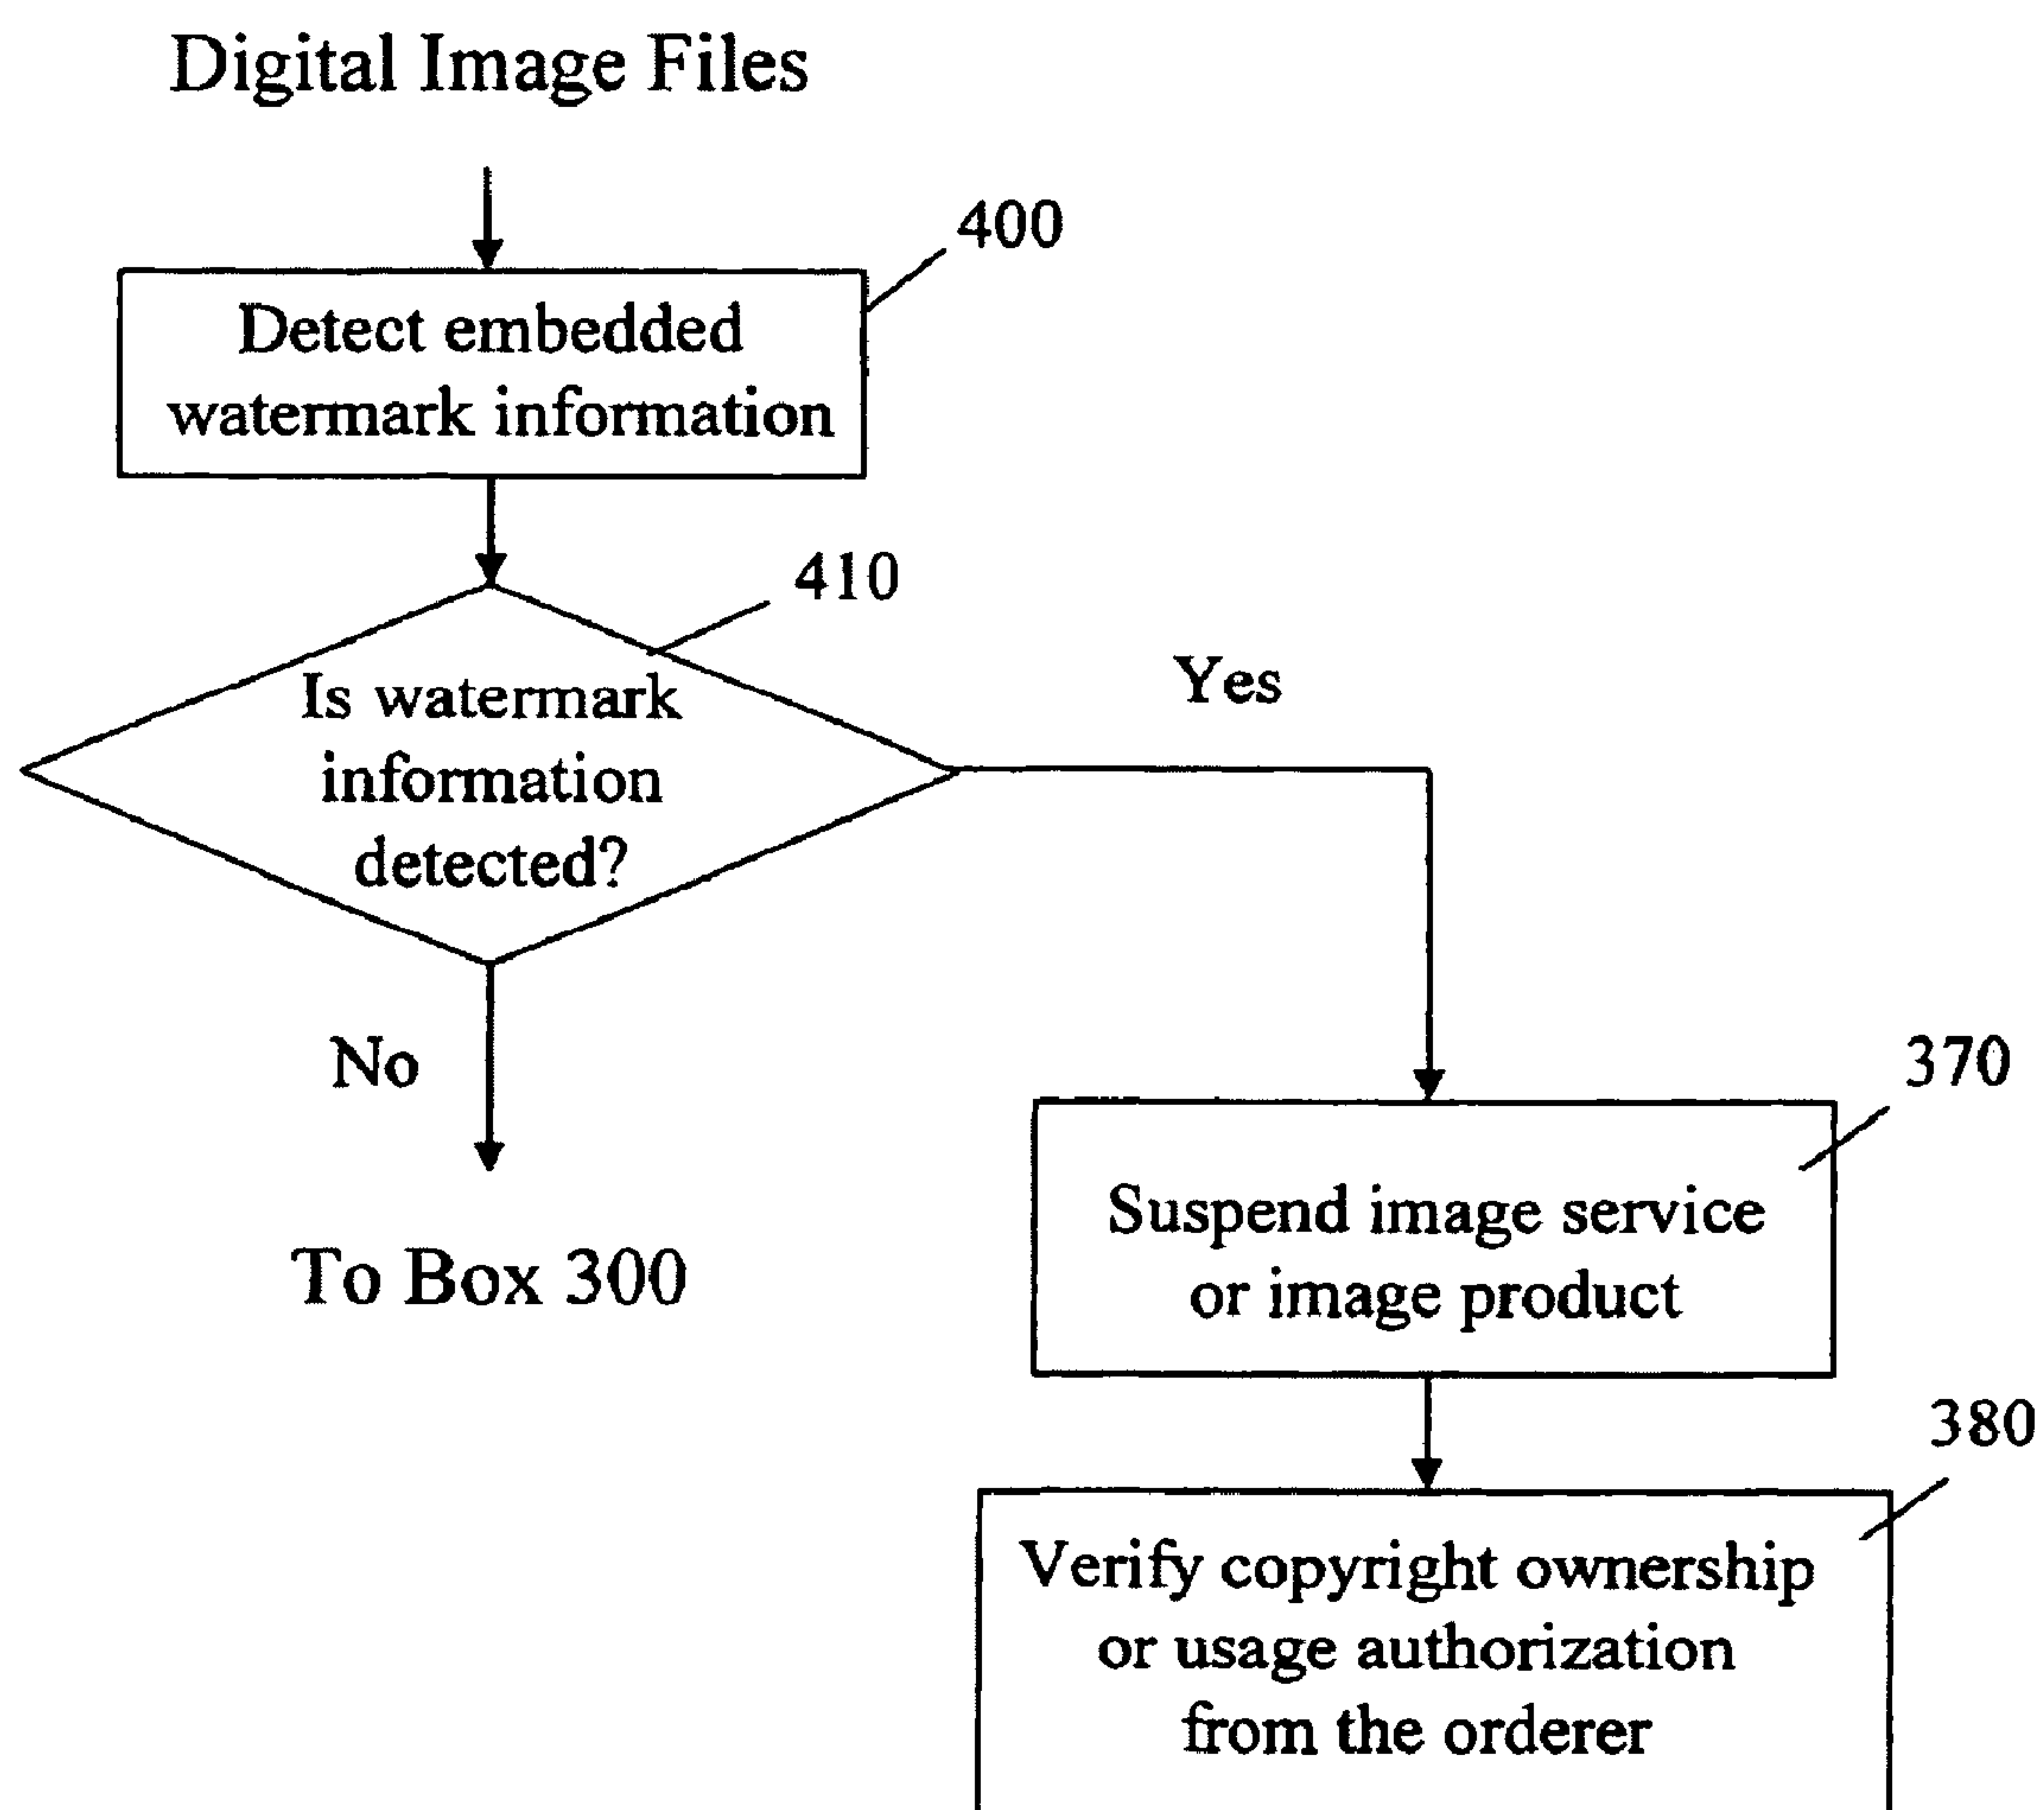 Digital Image Files
400
Detect embedded
watermark information
410
Is watermark
information
detected?
Yes
No
To Box 300
370
Suspend image service
or image product
380
Verify copyright ownership
or usage authorization
from the orderer